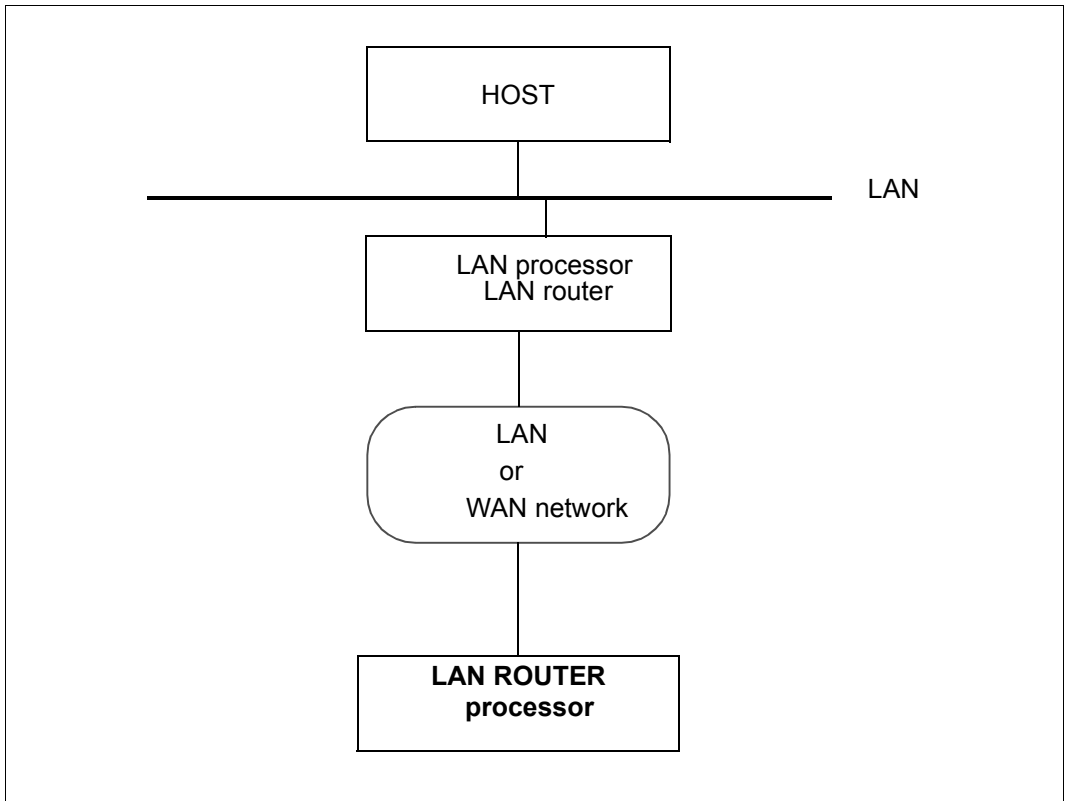 HOST
LAN
LAN processor
LAN router
LAN
or
WAN network
LAN ROUTER
processor